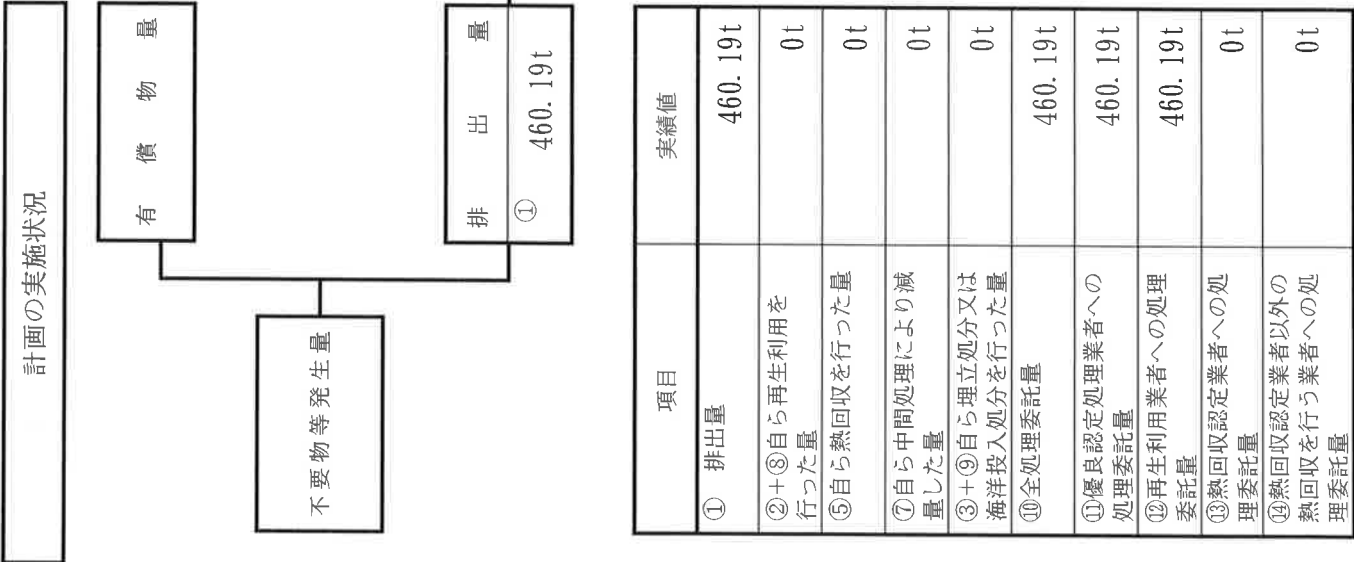 計画の実施状況
有償物量
不要物等発生量
排出量
①
460.19t
項目
実績値
① 排出量
460.19t
②+⑧自ら再生利用を
行った量
0t
⑤自ら熱回収を行った量
0t
⑦自ら中間処理により減
量した量
0t
③+⑨自ら埋立処分又は
海洋投入処分を行った量
0t
⑩全処理委託量
460.19t
⑪優良認定処理業者への
処理委託量
460.19t
⑫再生利用業者への処理
委託量
460.19t
⑬熱回収認定業者への処
理委託量
0t
⑭熱回収認定業者以外の
熱回収を行う業者への処
理委託量
0t